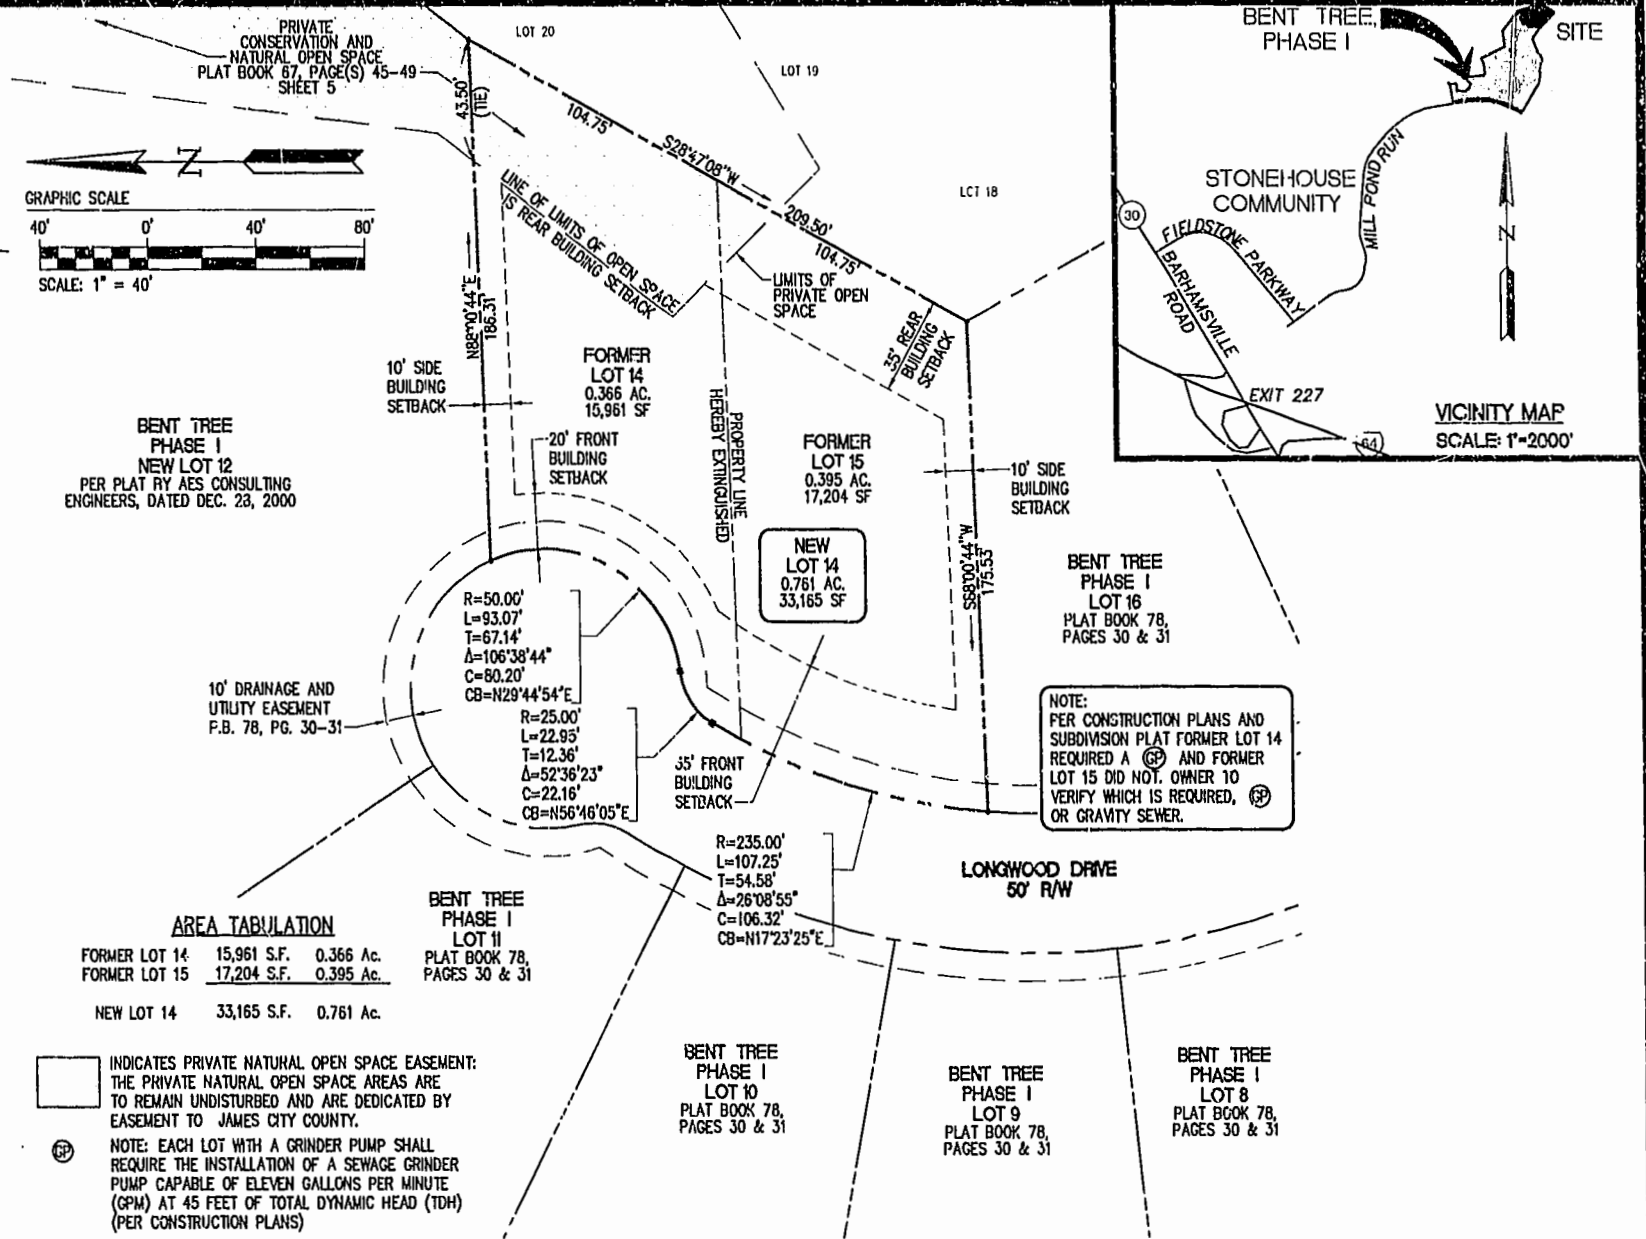 PRIVATE
CONSERVATION AND
NATURAL OPEN SPACE
PLAT BOOK 67, PAGE(S) 45-49
SHEET 5
43.50'
(TIE)
LOT 20
LOT 19
LCT 18
104.75'
S28°47'08"W
209.50'
104.75'
N
GRAPHIC SCALE
40'
0'
40'
80'
SCALE: 1" = 40'
LINE OF LIMITS OF OPEN SPACE
IS REAR BUILDING SETBACK
LIMITS OF
PRIVATE OPEN
SPACE
35' REAR
BUILDING
SETBACK
186.31'
10' SIDE
BUILDING
SETBACK
FORMER
LOT 14
0.366 AC.
15,961 SF
20' FRONT
BUILDING
SETBACK
PROPERTY LINE
HEREBY EXTINGUISHED
FORMER
LOT 15
0.395 AC.
17,204 SF
10' SIDE
BUILDING
SETBACK
175.53'
NEW
LOT 14
0.761 AC.
33,165 SF
BENT TREE
PHASE I
NEW LOT 12
PER PLAT RY AES CONSULTING
ENGINEERS, DATED DEC. 23, 2000
BENT TREE
PHASE I
LOT 16
PLAT BOOK 78,
PAGES 30 & 31
BENT TREE,
PHASE I
SITE
STONEHOUSE
COMMUNITY
MILL POND RUN
30
FIELDSTONE PARKWAY
BARHAMSVILLE
ROAD
EXIT 227
64
N
VICINITY MAP
SCALE: 1"=2000'
R=50.00'
L=93.07'
T=67.14'
Δ=106°38'44"
C=80.20'
CB=N29°44'54"E
R=25.00'
L=22.95'
T=12.36'
Δ=52°36'23"
C=22.16'
CB=N56°46'05"E
10' DRAINAGE AND
UTILITY EASEMENT
P.B. 78, PG. 30-31
35' FRONT
BUILDING
SETBACK
NOTE:
PER CONSTRUCTION PLANS AND
SUBDIVISION PLAT FORMER LOT 14
REQUIRED A GP AND FORMER
LOT 15 DID NOT. OWNER TO
VERIFY WHICH IS REQUIRED, GP
OR GRAVITY SEWER.
R=235.00'
L=107.25'
T=54.58'
Δ=26°08'55"
C=106.32'
CB=N17°23'25"E
LONGWOOD DRIVE
50' R/W
AREA TABULATION
FORMER LOT 14 15,961 S.F. 0.366 Ac.
FORMER LOT 15 17,204 S.F. 0.395 Ac.
NEW LOT 14 33,165 S.F. 0.761 Ac.
BENT TREE
PHASE I
LOT 11
PLAT BOOK 78,
PAGES 30 & 31
INDICATES PRIVATE NATURAL OPEN SPACE EASEMENT:
THE PRIVATE NATURAL OPEN SPACE AREAS ARE
TO REMAIN UNDISTURBED AND ARE DEDICATED BY
EASEMENT TO JAMES CITY COUNTY.
GP
NOTE: EACH LOT WITH A GRINDER PUMP SHALL
REQUIRE THE INSTALLATION OF A SEWAGE GRINDER
PUMP CAPABLE OF ELEVEN GALLONS PER MINUTE
(GPM) AT 45 FEET OF TOTAL DYNAMIC HEAD (TDH)
(PER CONSTRUCTION PLANS)
BENT TREE
PHASE I
LOT 10
PLAT BOOK 78,
PAGES 30 & 31
BENT TREE
PHASE I
LOT 9
PLAT BOOK 78,
PAGES 30 & 31
BENT TREE
PHASE I
LOT 8
PLAT BOOK 78,
PAGES 30 & 31